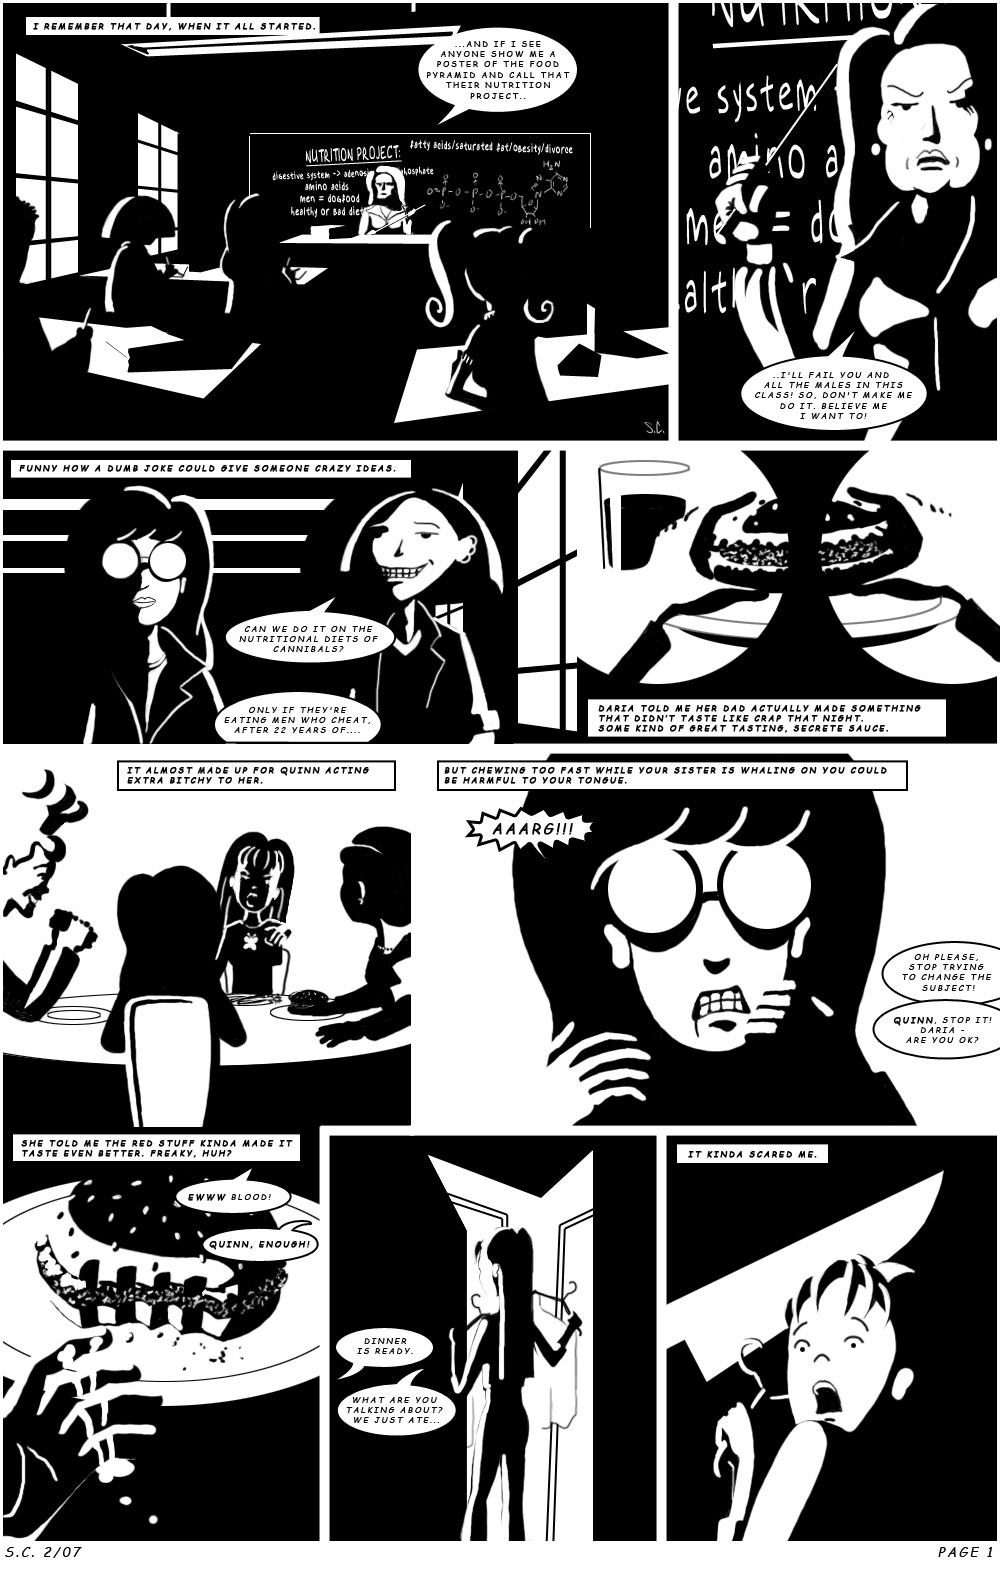 I REMEMBER THAT DAY, WHEN IT ALL STARTED.
...AND IF I SEE
ANYONE SHOW ME A
POSTER OF THE FOOD
PYRAMID AND CALL THAT
THEIR NUTRITION
PROJECT..
NUTRITION PROJECT:
fatty acids/saturated fat/obesity/divorce
digestive system -> adenos phosphate
amino acids
men = dogfood
healthy or bad diet
H₂N
OH OH
S.C.
ve system
amino a
me = do
ealth r
..I'LL FAIL YOU AND
ALL THE MALES IN THIS
CLASS! SO, DON'T MAKE ME
DO IT. BELIEVE ME
I WANT TO!
FUNNY HOW A DUMB JOKE COULD GIVE SOMEONE CRAZY IDEAS.
CAN WE DO IT ON THE
NUTRITIONAL DIETS OF
CANNIBALS?
ONLY IF THEY'RE
EATING MEN WHO CHEAT,
AFTER 22 YEARS OF....
DARIA TOLD ME HER DAD ACTUALLY MADE SOMETHING
THAT DIDN'T TASTE LIKE CRAP THAT NIGHT.
SOME KIND OF GREAT TASTING, SECRETE SAUCE.
IT ALMOST MADE UP FOR QUINN ACTING
EXTRA BITCHY TO HER.
BUT CHEWING TOO FAST WHILE YOUR SISTER IS WHALING ON YOU COULD
BE HARMFUL TO YOUR TONGUE.
AAARG!!!
OH PLEASE,
STOP TRYING
TO CHANGE THE
SUBJECT!
QUINN, STOP IT!
DARIA -
ARE YOU OK?
SHE TOLD ME THE RED STUFF KINDA MADE IT
TASTE EVEN BETTER. FREAKY, HUH?
EWWW BLOOD!
QUINN, ENOUGH!
DINNER
IS READY.
WHAT ARE YOU
TALKING ABOUT?
WE JUST ATE...
IT KINDA SCARED ME.
S.C. 2/07
PAGE 1